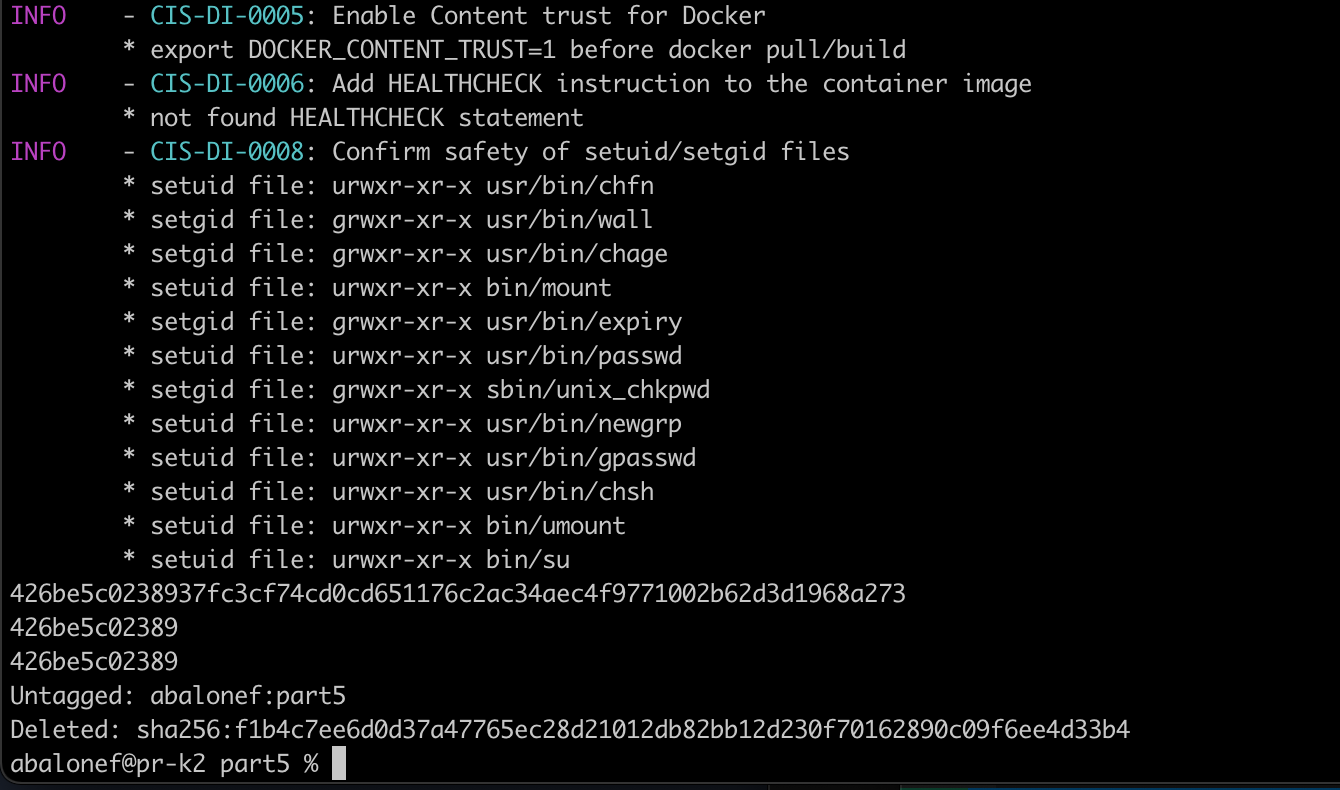 INFO    - CIS-DI-0005: Enable Content trust for Docker
        * export DOCKER_CONTENT_TRUST=1 before docker pull/build
INFO    - CIS-DI-0006: Add HEALTHCHECK instruction to the container image
        * not found HEALTHCHECK statement
INFO    - CIS-DI-0008: Confirm safety of setuid/setgid files
        * setuid file: urwxr-xr-x usr/bin/chfn
        * setgid file: grwxr-xr-x usr/bin/wall
        * setgid file: grwxr-xr-x usr/bin/chage
        * setuid file: urwxr-xr-x bin/mount
        * setgid file: grwxr-xr-x usr/bin/expiry
        * setuid file: urwxr-xr-x usr/bin/passwd
        * setgid file: grwxr-xr-x sbin/unix_chkpwd
        * setuid file: urwxr-xr-x usr/bin/newgrp
        * setuid file: urwxr-xr-x usr/bin/gpasswd
        * setuid file: urwxr-xr-x usr/bin/chsh
        * setuid file: urwxr-xr-x bin/umount
        * setuid file: urwxr-xr-x bin/su
426be5c0238937fc3cf74cd0cd651176c2ac34aec4f9771002b62d3d1968a273
426be5c02389
426be5c02389
Untagged: abalonef:part5
Deleted: sha256:f1b4c7ee6d0d37a47765ec28d21012db82bb12d230f70162890c09f6ee4d33b4
abalonef@pr-k2 part5 %